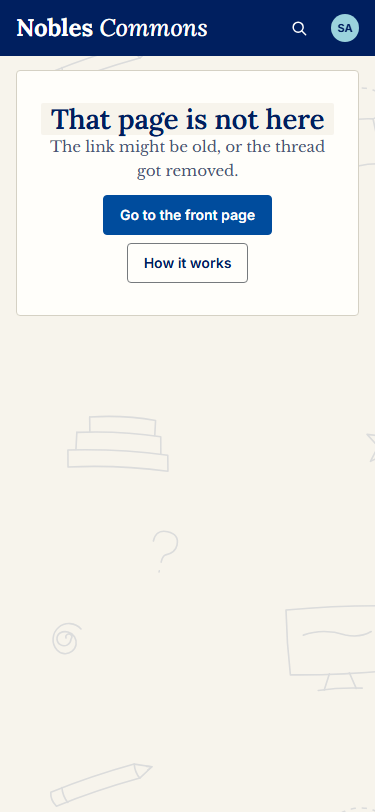 Nobles Commons
SA
That page is not here
The link might be old, or the thread
got removed.
Go to the front page
How it works
?